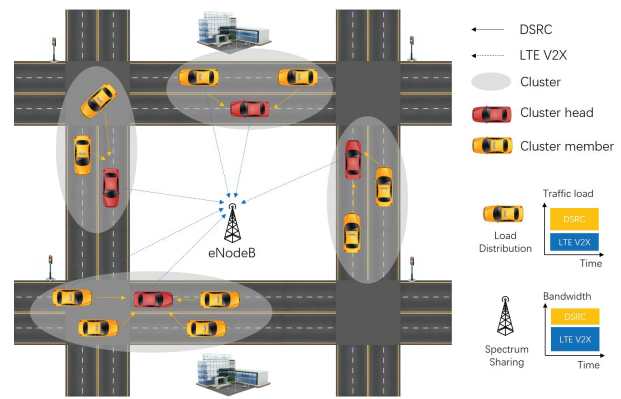 DSRC
LTE V2X
Cluster
Cluster head
Cluster member
eNodeB
Load
Distribution
Traffic load
DSRC
LTE V2X
Time
Spectrum
Sharing
Bandwidth
DSRC
LTE V2X
Time